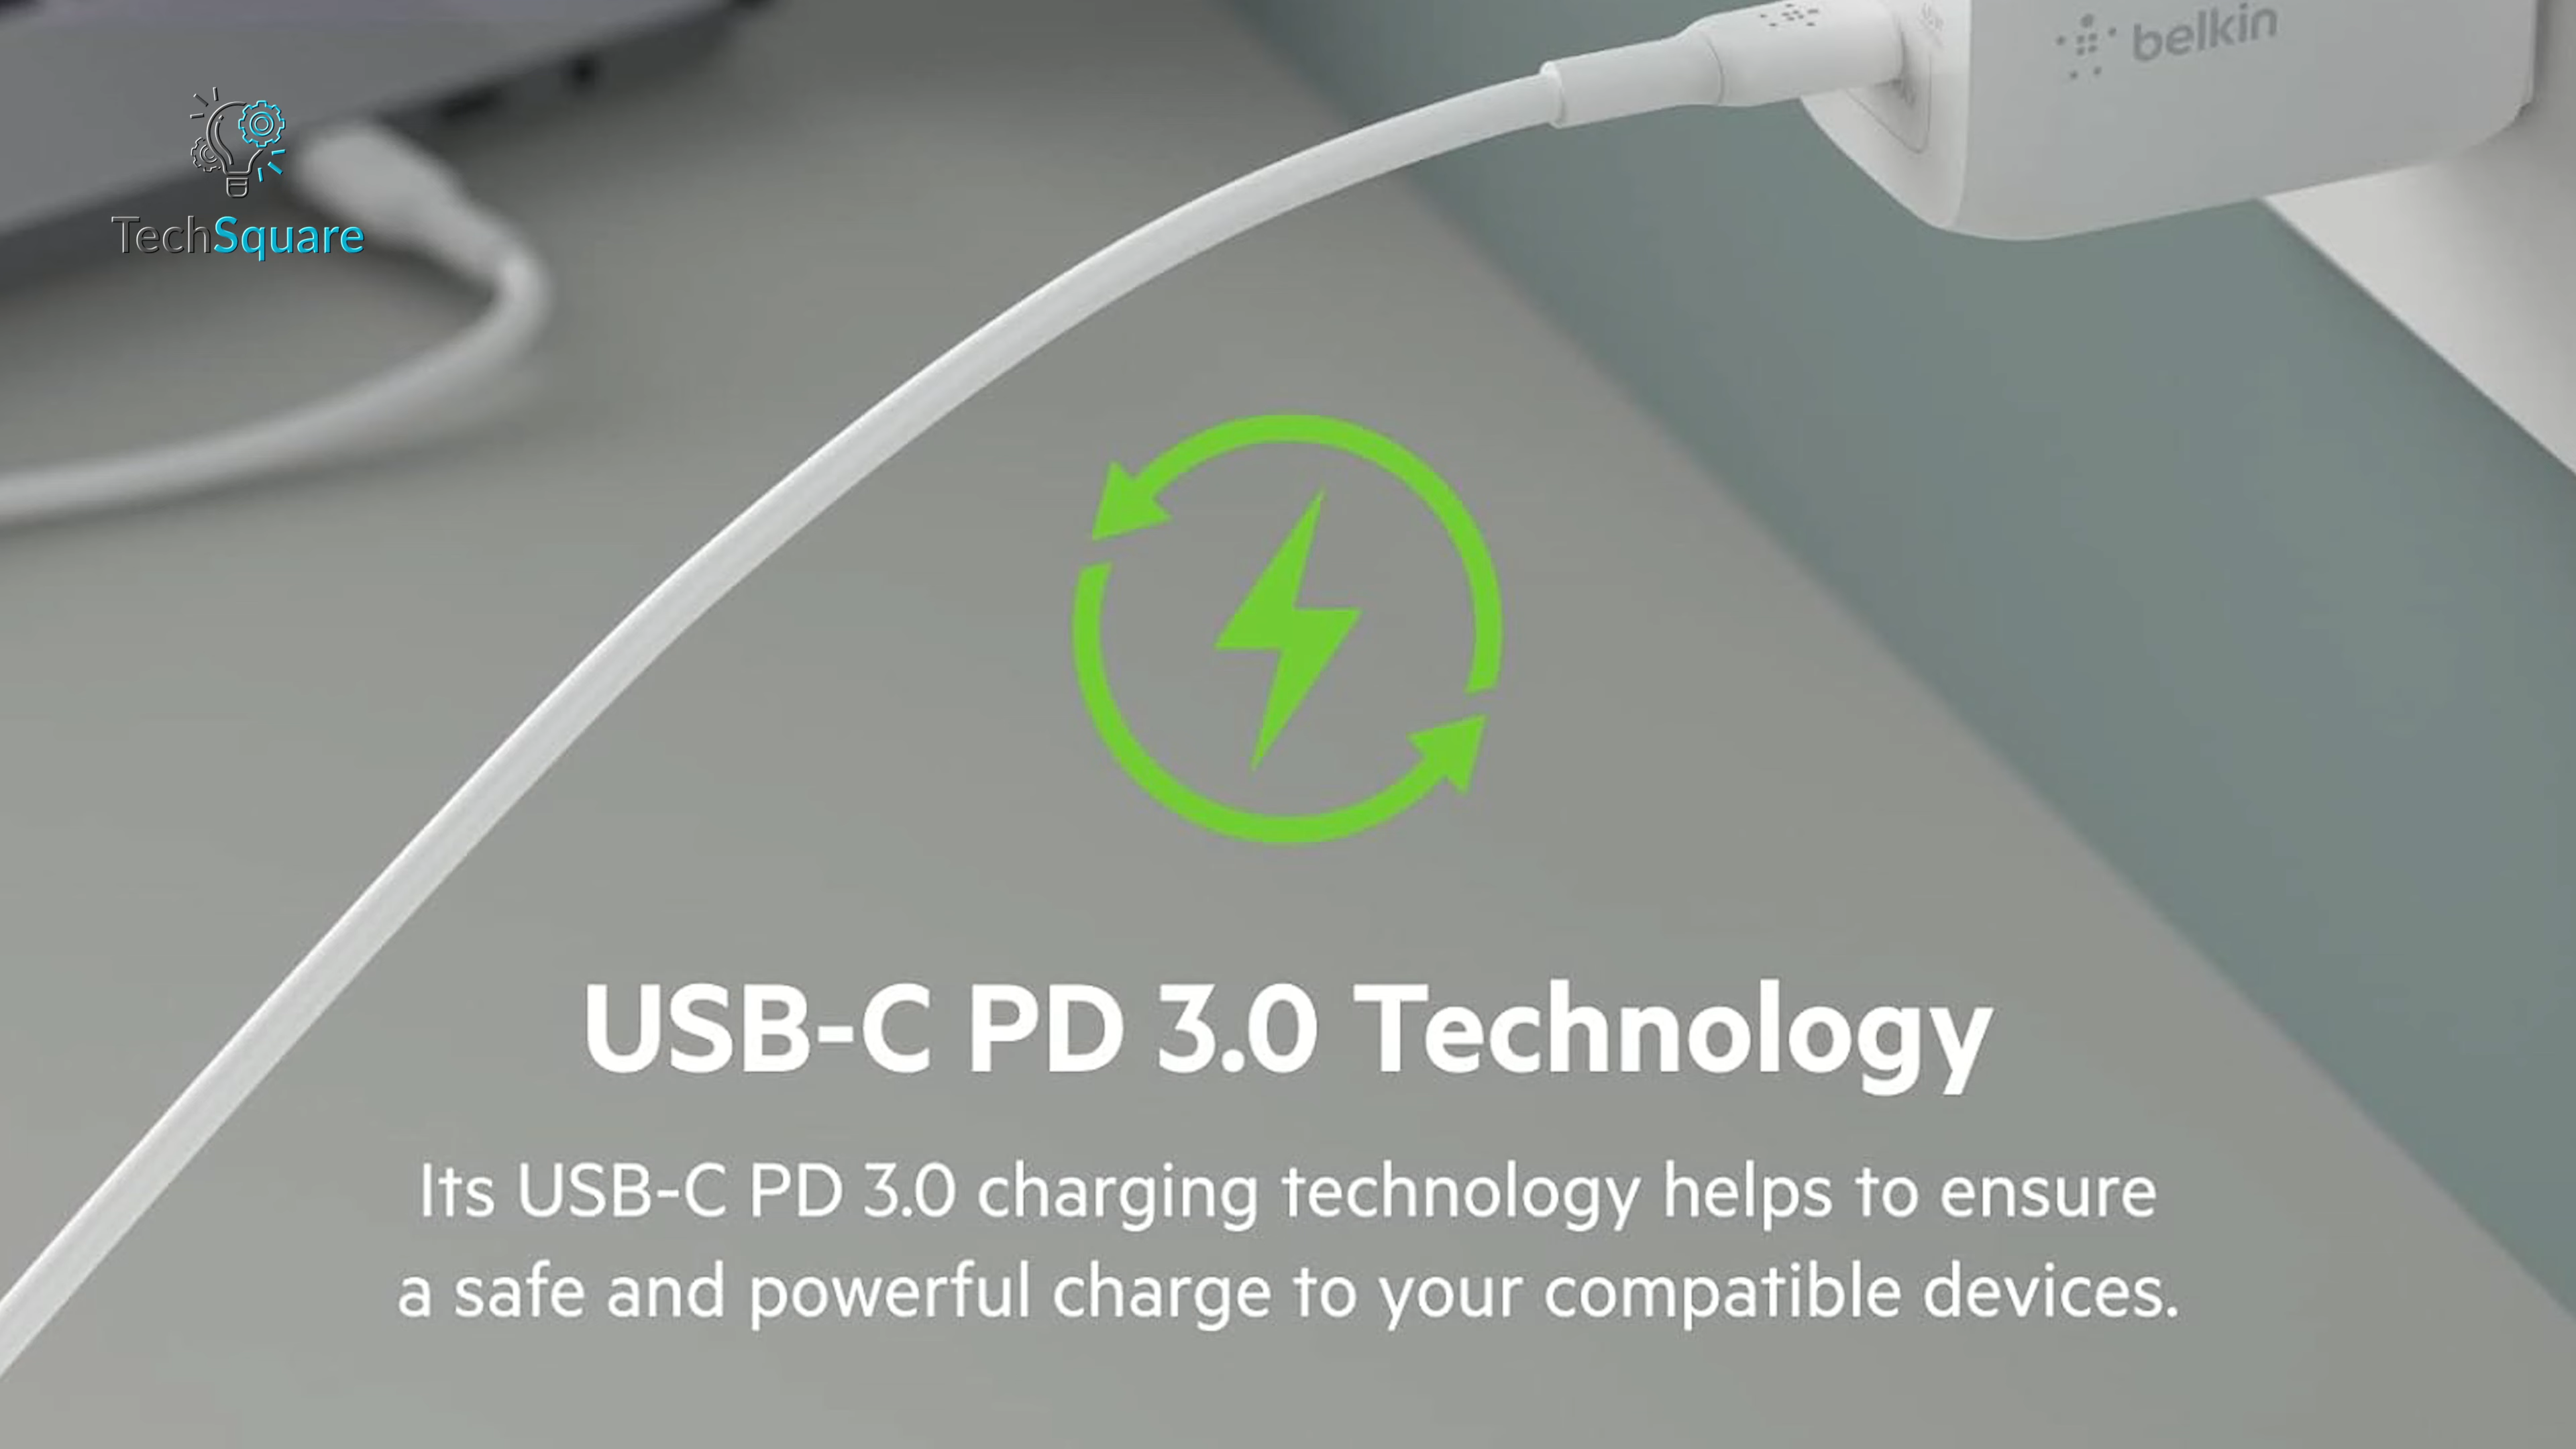 belkin
TechSquare
USB-C PD 3.0 Technology
Its USB-C PD 3.0 charging technology helps to ensure
a safe and powerful charge to your compatible devices.